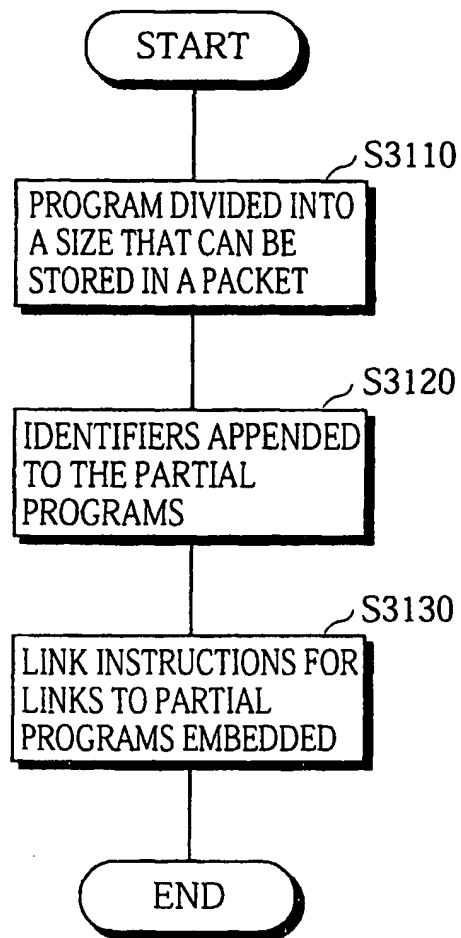 START
S3110
PROGRAM DIVIDED INTO
A SIZE THAT CAN BE
STORED IN A PACKET
S3120
IDENTIFIERS APPENDED
TO THE PARTIAL
PROGRAMS
S3130
LINK INSTRUCTIONS FOR
LINKS TO PARTIAL
PROGRAMS EMBEDDED
END